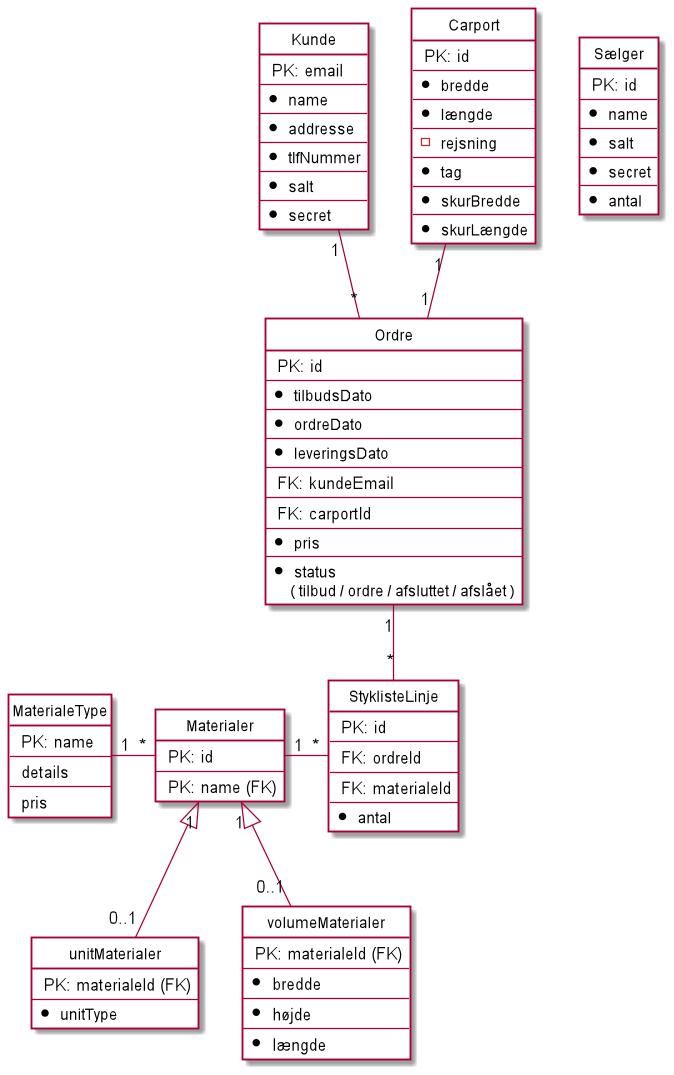 Kunde
PK: email
name
addresse
tlfNummer
salt
secret
Carport
PK: id
bredde
længde
rejsning
tag
skurBredde
skurLængde
Sælger
PK: id
name
salt
secret
antal
1
*
1
1
Ordre
PK: id
tilbudsDato
ordreDato
leveringsDato
FK: kundeEmail
FK: carportId
pris
status
( tilbud / ordre / afsluttet / afslået )
1
*
MaterialeType
PK: name
details
pris
1 *
Materialer
PK: id
PK: name (FK)
1 *
StyklisteLinje
PK: id
FK: ordreId
FK: materialeId
antal
1
0..1
1
0..1
unitMaterialer
PK: materialeId (FK)
unitType
volumeMaterialer
PK: materialeId (FK)
bredde
højde
længde